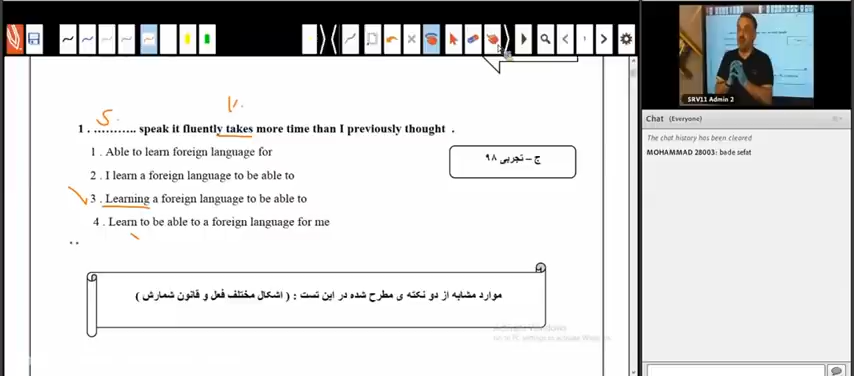 SRV11 Admin 2
Chat (Everyone)
The chat history has been cleared
MOHAMMAD 28003: bade sefat
S.
V.
1 . ……….. speak it fluently takes more time than I previously thought .
1 . Able to learn foreign language for
2 . I learn a foreign language to be able to
3 . Learning a foreign language to be able to
4 . Learn to be able to a foreign language for me
ج – تجربی ۹۸
موارد مشابه از دو نکته ی مطرح شده در این تست : ( اشکال مختلف فعل و قانون شمارش )
Activate Windows